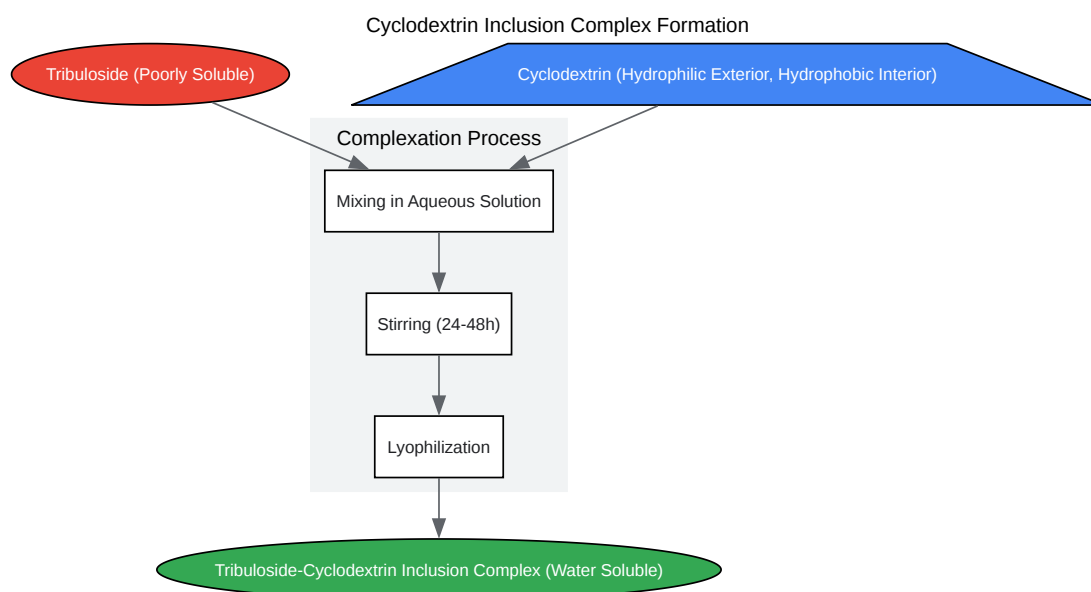 Cyclodextrin Inclusion Complex Formation
Tribuloside (Poorly Soluble)
Cyclodextrin (Hydrophilic Exterior, Hydrophobic Interior)
Complexation Process
Mixing in Aqueous Solution
Stirring (24-48h)
Lyophilization
Tribuloside-Cyclodextrin Inclusion Complex (Water Soluble)